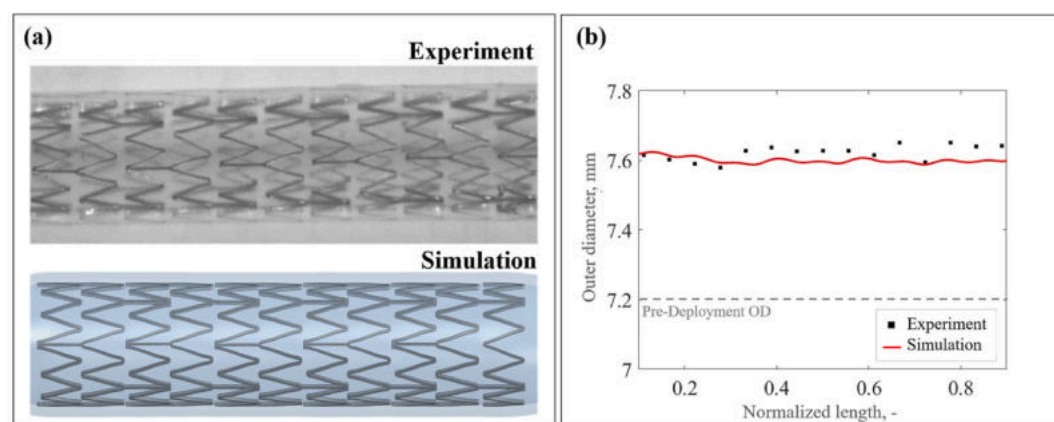 (a)
Experiment
Simulation
(b)
7.8
7.6
7.4
7.2
7
Outer diameter, mm
Pre-Deployment OD
Experiment
Simulation
0.2 0.4 0.6 0.8
Normalized length, -